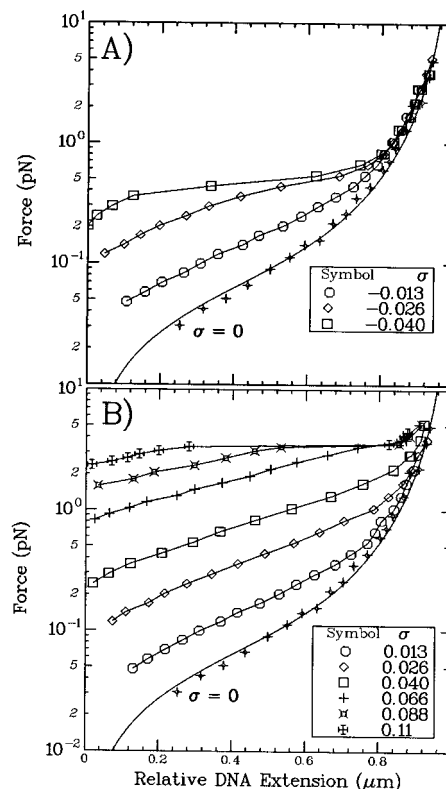 A)
10¹
5
2
10⁰
5
2
10⁻¹
5
2
10¹
Force (pN)
σ = 0
Symbol σ
−0.013
−0.026
−0.040
B)
5
2
10⁰
5
2
10⁻¹
5
2
10⁻²
Force (pN)
σ = 0
Symbol σ
0.013
0.026
0.040
0.066
0.088
0.11
0 0.2 0.4 0.6 0.8 1
Relative DNA Extension (μm)